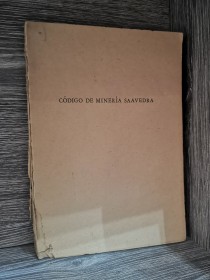 CÓDIGO DE MINERÍA SAAVEDRA